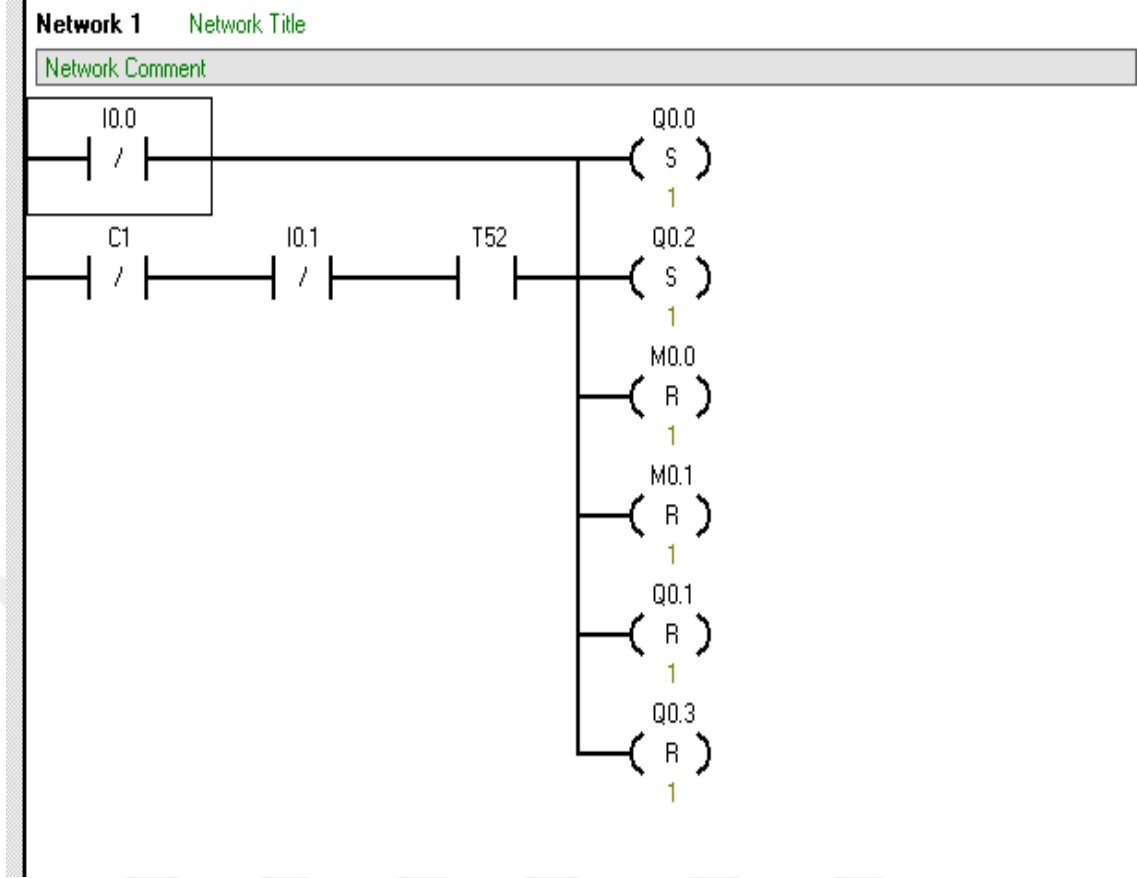 Network 1 Network Title
Network Comment
I0.0 Q0.0
/ S
1
C1 I0.1 T52 Q0.2
/ / S
1
M0.0
R
1
M0.1
R
1
Q0.1
R
1
Q0.3
R
1